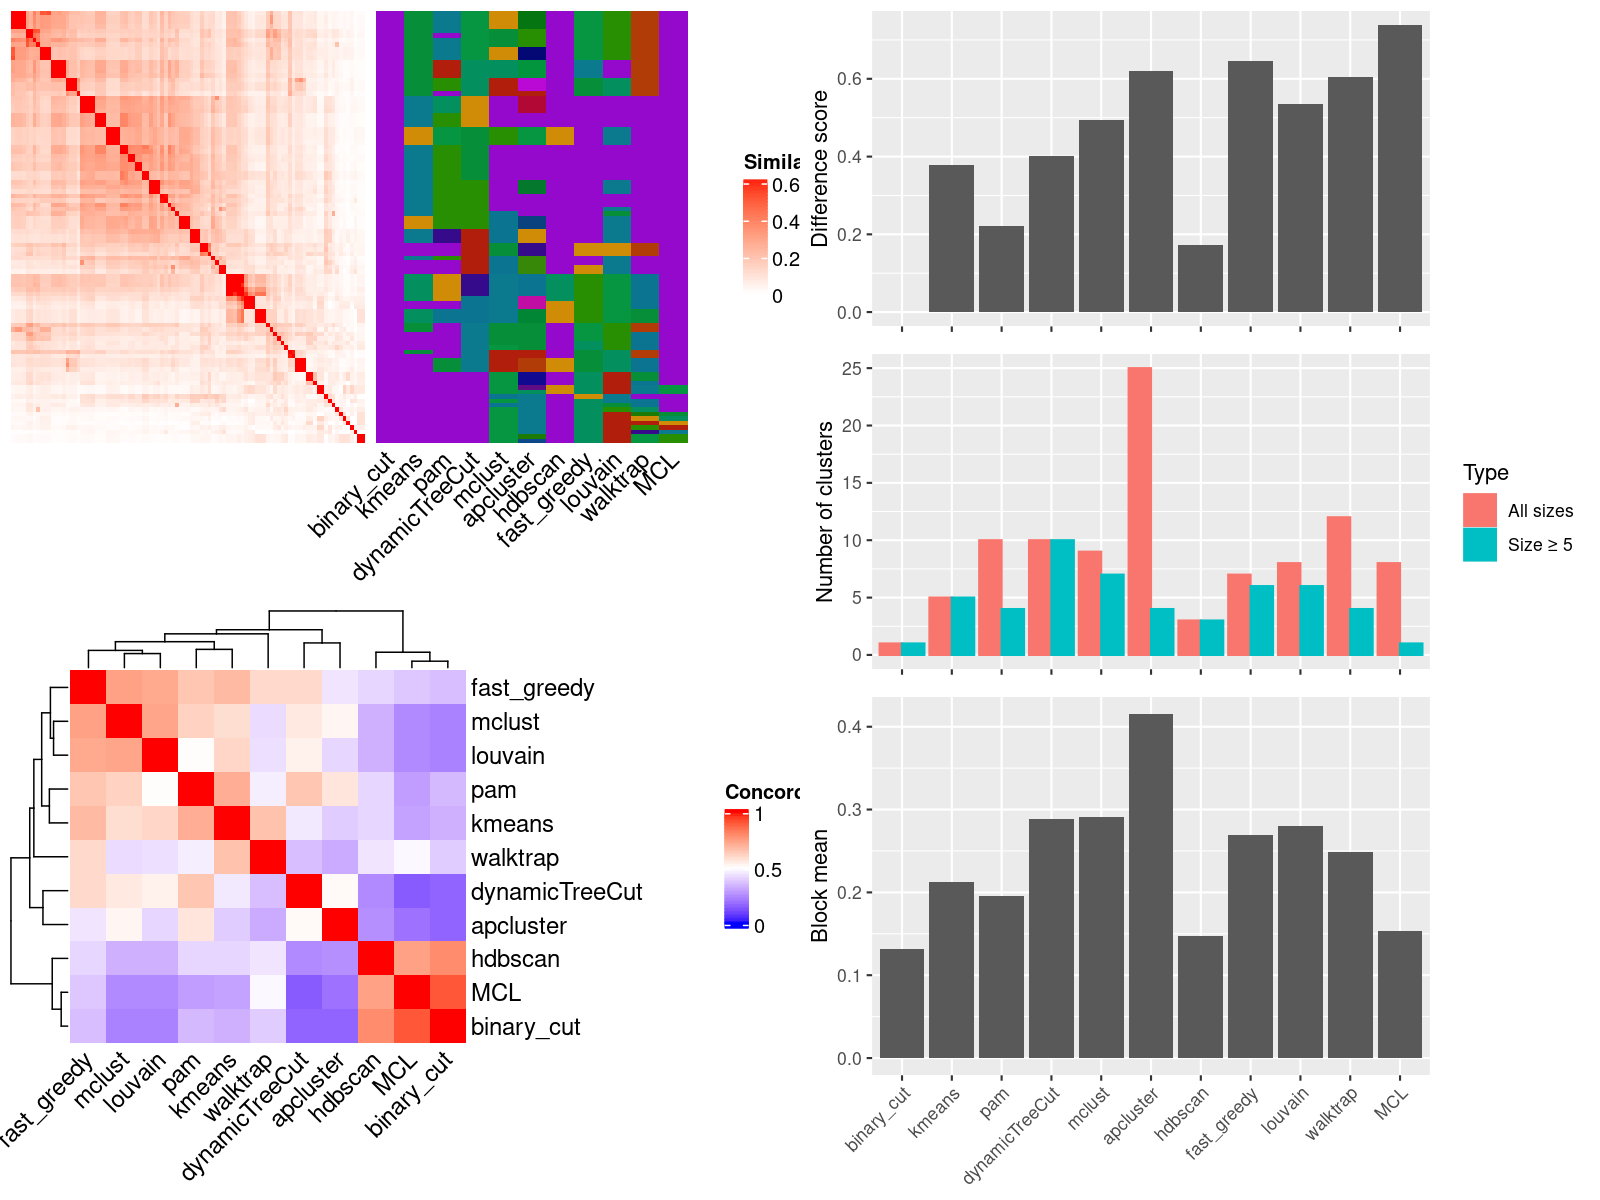 Simila
0.6
0.4
0.2
0
binary_cut
kmeans
pam
dynamicTreeCut
mclust
apcluster
hdbscan
fast_greedy
louvain
walktrap
MCL
fast_greedy
mclust
louvain
pam
kmeans
walktrap
dynamicTreeCut
apcluster
hdbscan
MCL
binary_cut
fast_greedy
mclust
louvain
pam
kmeans
walktrap
dynamicTreeCut
apcluster
hdbscan
MCL
binary_cut
Concord
1
0.5
0
Difference score
0.6
0.4
0.2
0.0
Number of clusters
25
20
15
10
5
0
Type
All sizes
Size ≥ 5
Block mean
0.4
0.3
0.2
0.1
0.0
binary_cut
kmeans
pam
dynamicTreeCut
mclust
apcluster
hdbscan
fast_greedy
louvain
walktrap
MCL